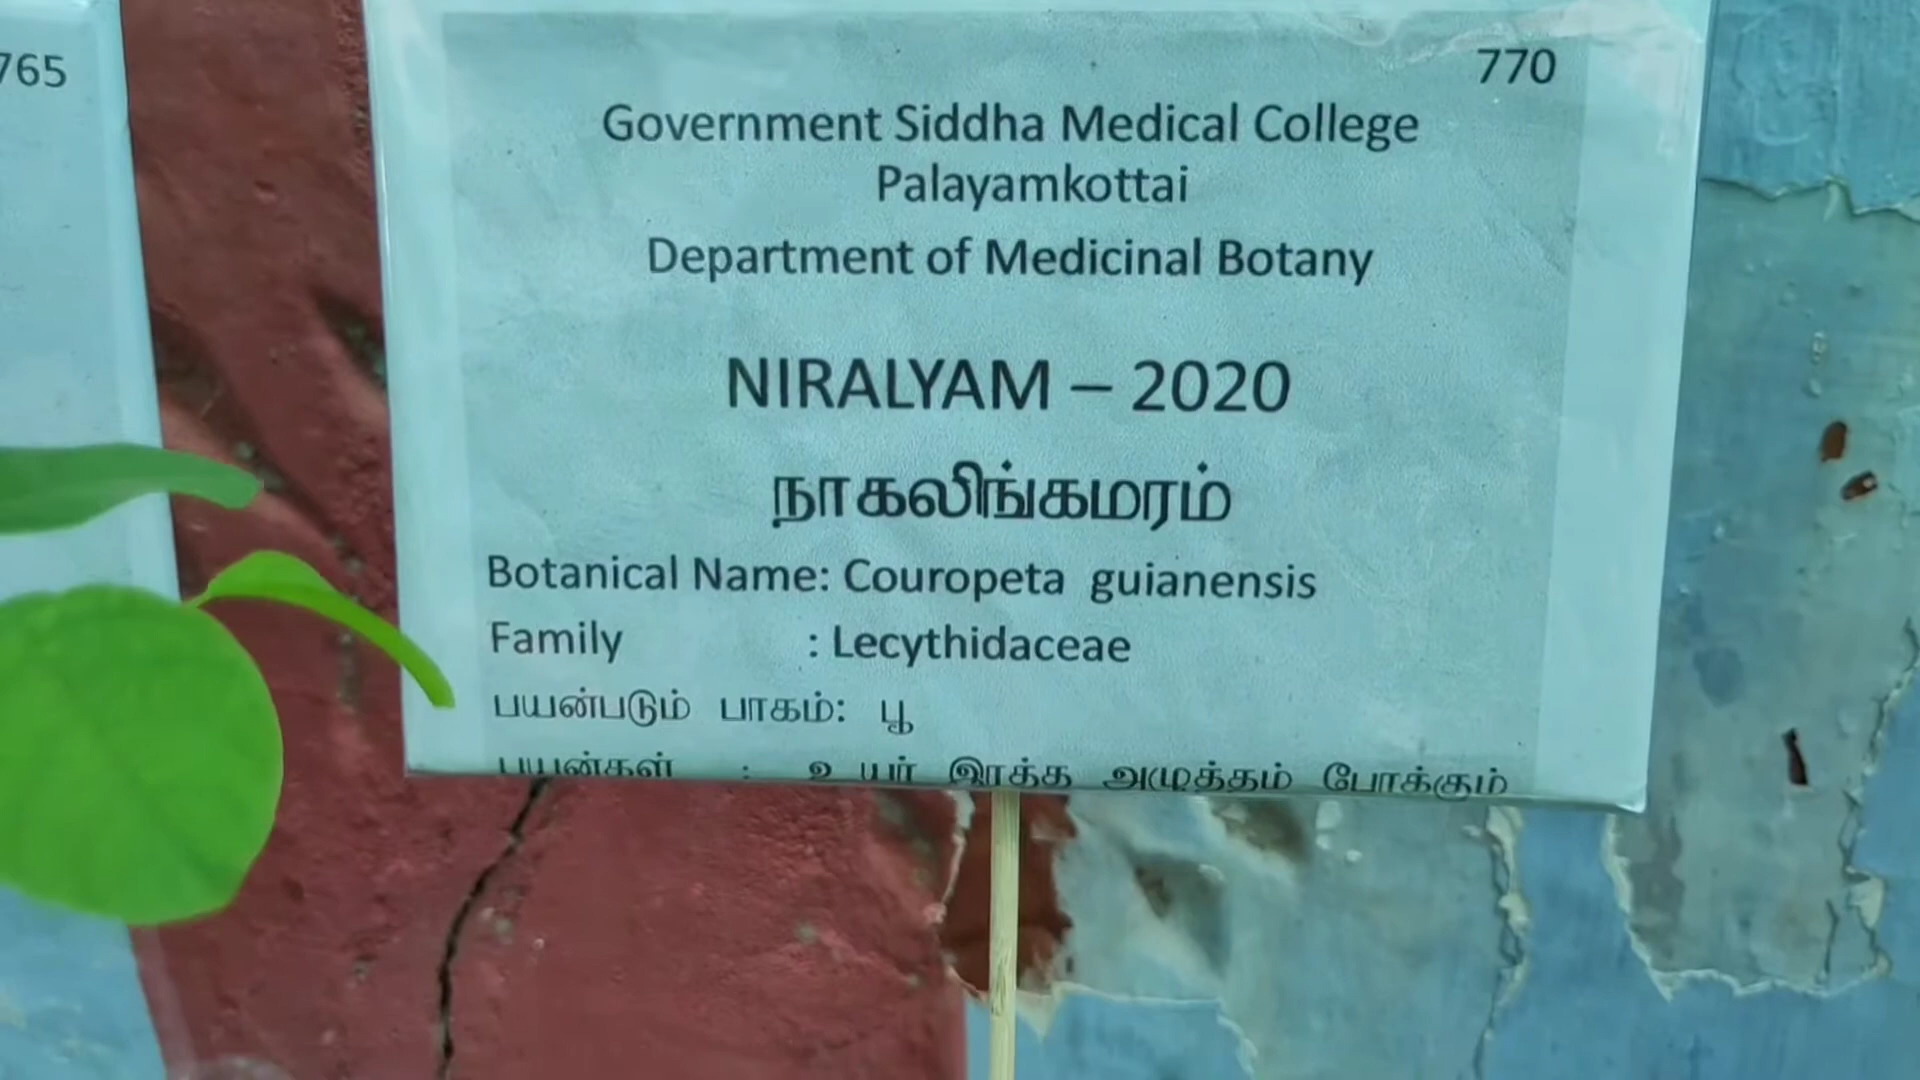 765
770
Government Siddha Medical College
Palayamkottai
Department of Medicinal Botany
NIRALYAM – 2020
நாகலிங்கமரம்
Botanical Name: Couropeta guianensis
Family : Lecythidaceae
பயன்படும் பாகம்: பூ
பயன்கள் : உயர் இரத்த அழுத்தம் போக்கும்